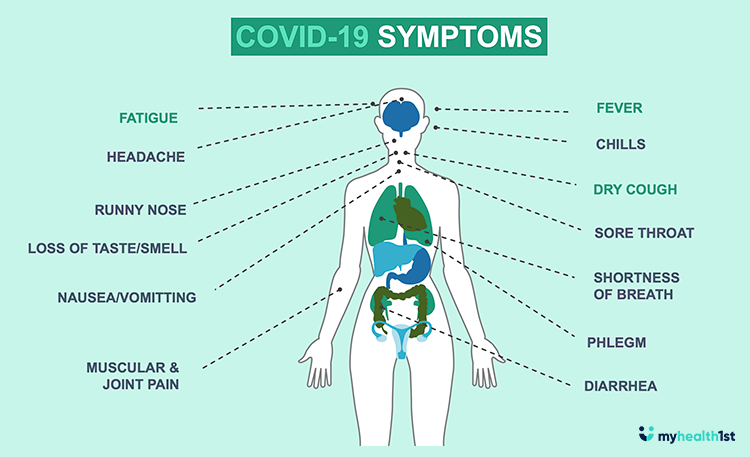 COVID-19 SYMPTOMS
FATIGUE
HEADACHE
RUNNY NOSE
LOSS OF TASTE/SMELL
NAUSEA/VOMITTING
MUSCULAR &
JOINT PAIN
FEVER
CHILLS
DRY COUGH
SORE THROAT
SHORTNESS
OF BREATH
PHLEGM
DIARRHEA
myhealth1st